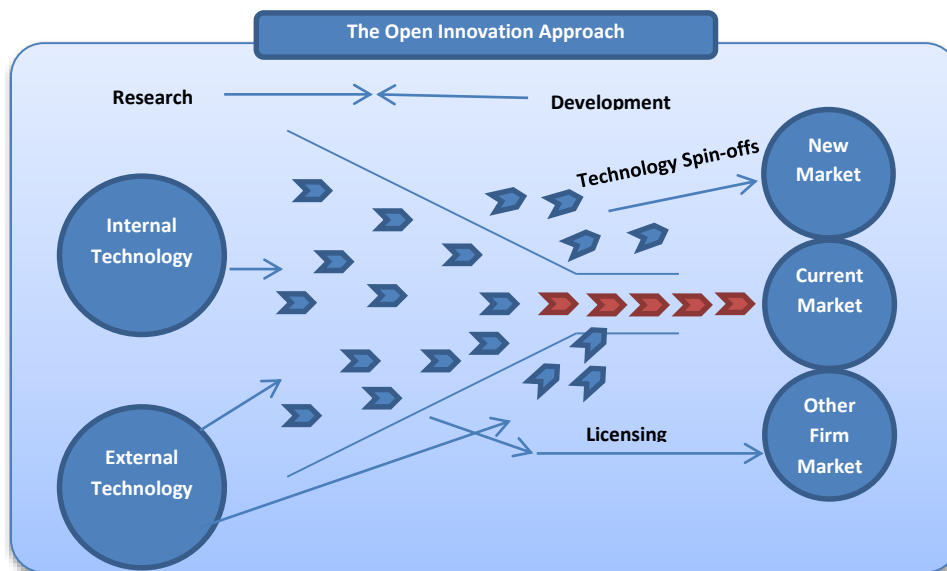 The Open Innovation Approach
Research
Development
Technology Spin-offs
New
Market
Internal
Technology
Current
Market
Other
Firm
Market
Licensing
External
Technology